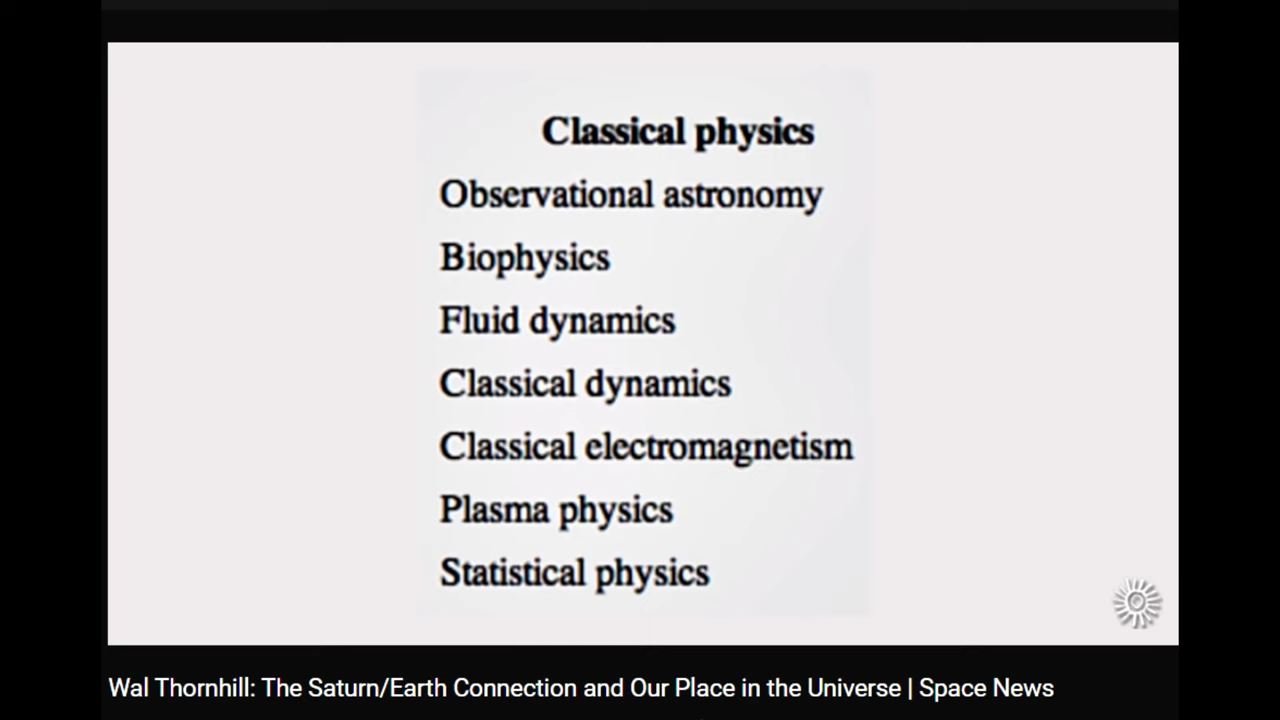 Classical physics
Observational astronomy
Biophysics
Fluid dynamics
Classical dynamics
Classical electromagnetism
Plasma physics
Statistical physics
Wal Thornhill: The Saturn/Earth Connection and Our Place in the Universe | Space News